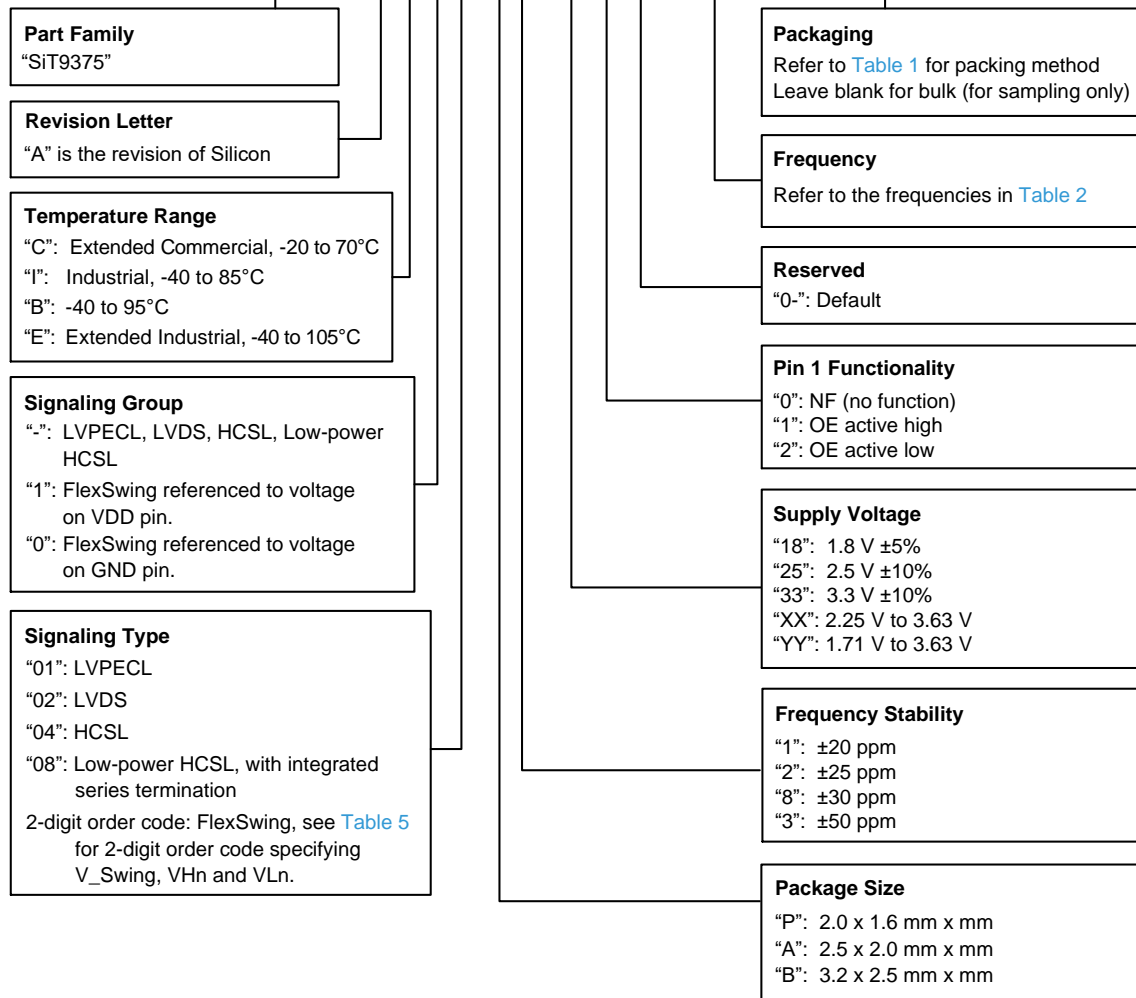 Part Family
“SiT9375”
Revision Letter
“A” is the revision of Silicon
Temperature Range
“C”: Extended Commercial, -20 to 70°C
“I”: Industrial, -40 to 85°C
“B”: -40 to 95°C
“E”: Extended Industrial, -40 to 105°C
Signaling Group
“-”: LVPECL, LVDS, HCSL, Low-power
HCSL
“1”: FlexSwing referenced to voltage
on VDD pin.
“0”: FlexSwing referenced to voltage
on GND pin.
Signaling Type
“01”: LVPECL
“02”: LVDS
“04”: HCSL
“08”: Low-power HCSL, with integrated
series termination
2-digit order code: FlexSwing, see Table 5
for 2-digit order code specifying
V_Swing, VHn and VLn.
Packaging
Refer to Table 1 for packing method
Leave blank for bulk (for sampling only)
Frequency
Refer to the frequencies in Table 2
Reserved
“0-”: Default
Pin 1 Functionality
“0”: NF (no function)
“1”: OE active high
“2”: OE active low
Supply Voltage
“18”: 1.8 V ±5%
“25”: 2.5 V ±10%
“33”: 3.3 V ±10%
“XX”: 2.25 V to 3.63 V
“YY”: 1.71 V to 3.63 V
Frequency Stability
“1”: ±20 ppm
“2”: ±25 ppm
“8”: ±30 ppm
“3”: ±50 ppm
Package Size
“P”: 2.0 x 1.6 mm x mm
“A”: 2.5 x 2.0 mm x mm
“B”: 3.2 x 2.5 mm x mm